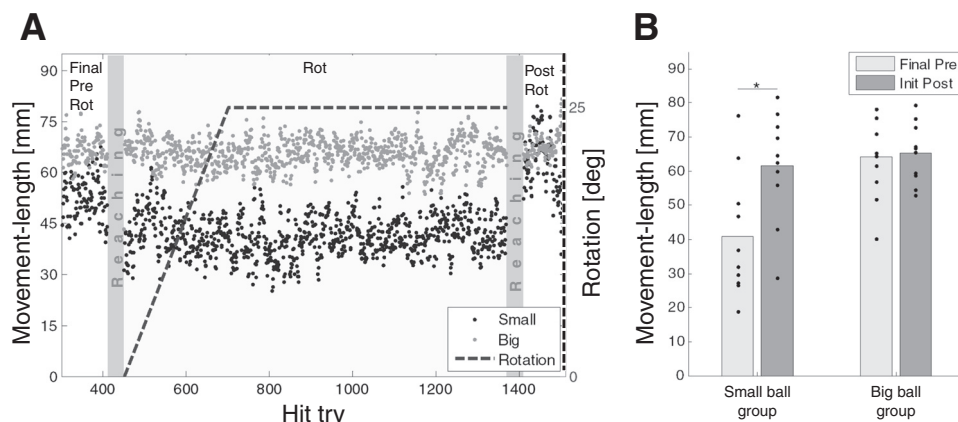 A
Final
Pre
Rot
Rot
Post
Rot
Reaching
Reaching
Movement-length [mm]
90
75
60
45
30
15
0
25
0
Rotation [deg]
Small
Big
Rotation
400
600
800
1000
1200
1400
Hit try
B
Final Pre
Init Post
*
Movement-length [mm]
90
80
70
60
50
40
30
20
10
0
Small ball
group
Big ball
group